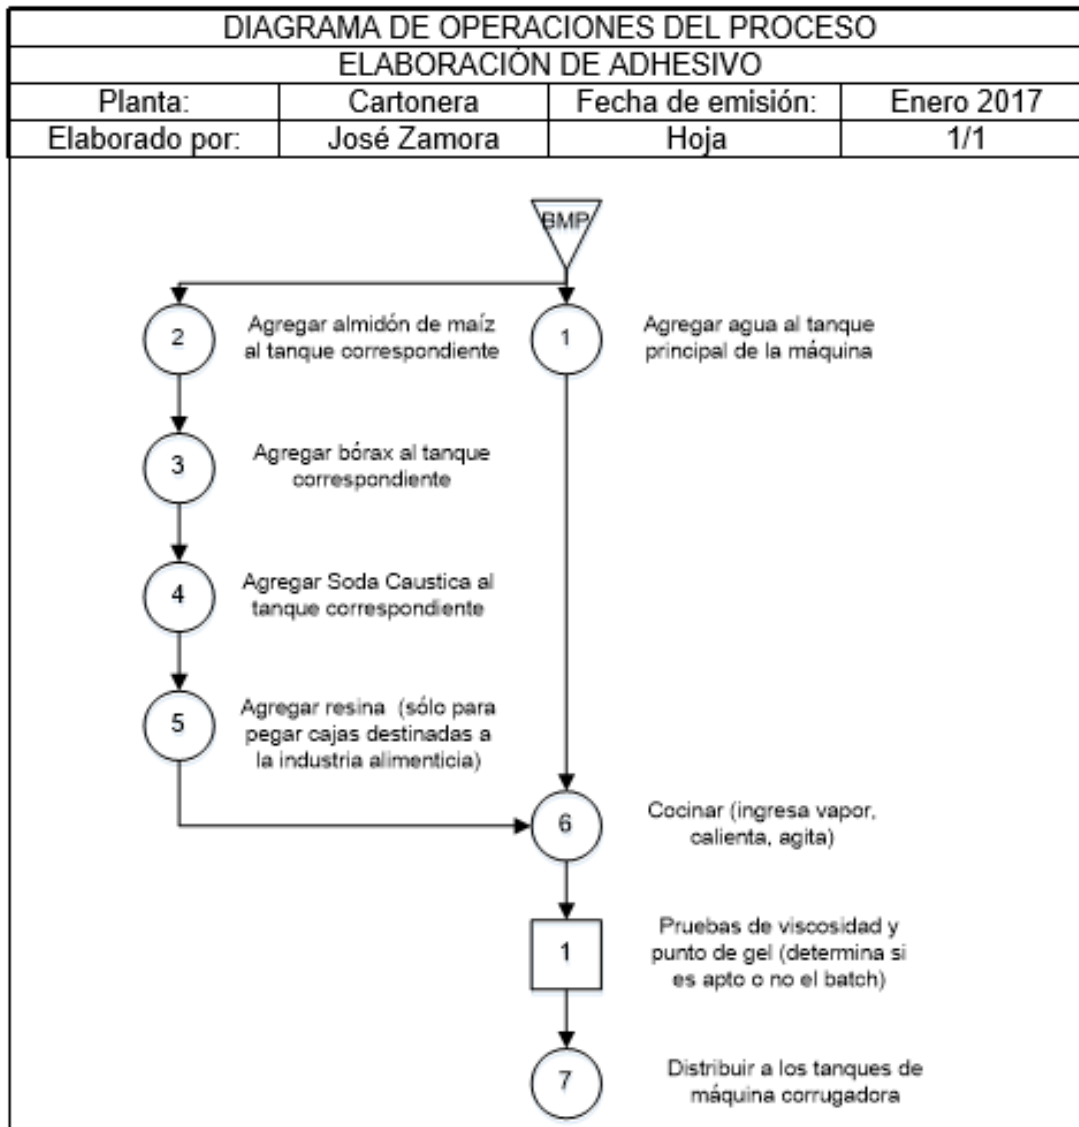 DIAGRAMA DE OPERACIONES DEL PROCESO
ELABORACIÓN DE ADHESIVO
Planta: Cartonera Fecha de emisión: Enero 2017
Elaborado por: José Zamora Hoja 1/1
BMP
2
Agregar almidón de maíz
al tanque correspondiente
1
Agregar agua al tanque
principal de la máquina
3
Agregar bórax al tanque
correspondiente
4
Agregar Soda Caustica al
tanque correspondiente
5
Agregar resina (sólo para
pegar cajas destinadas a
la industria alimenticia)
6
Cocinar (ingresa vapor,
calienta, agita)
1
Pruebas de viscosidad y
punto de gel (determina si
es apto o no el batch)
7
Distribuir a los tanques de
máquina corrugadora